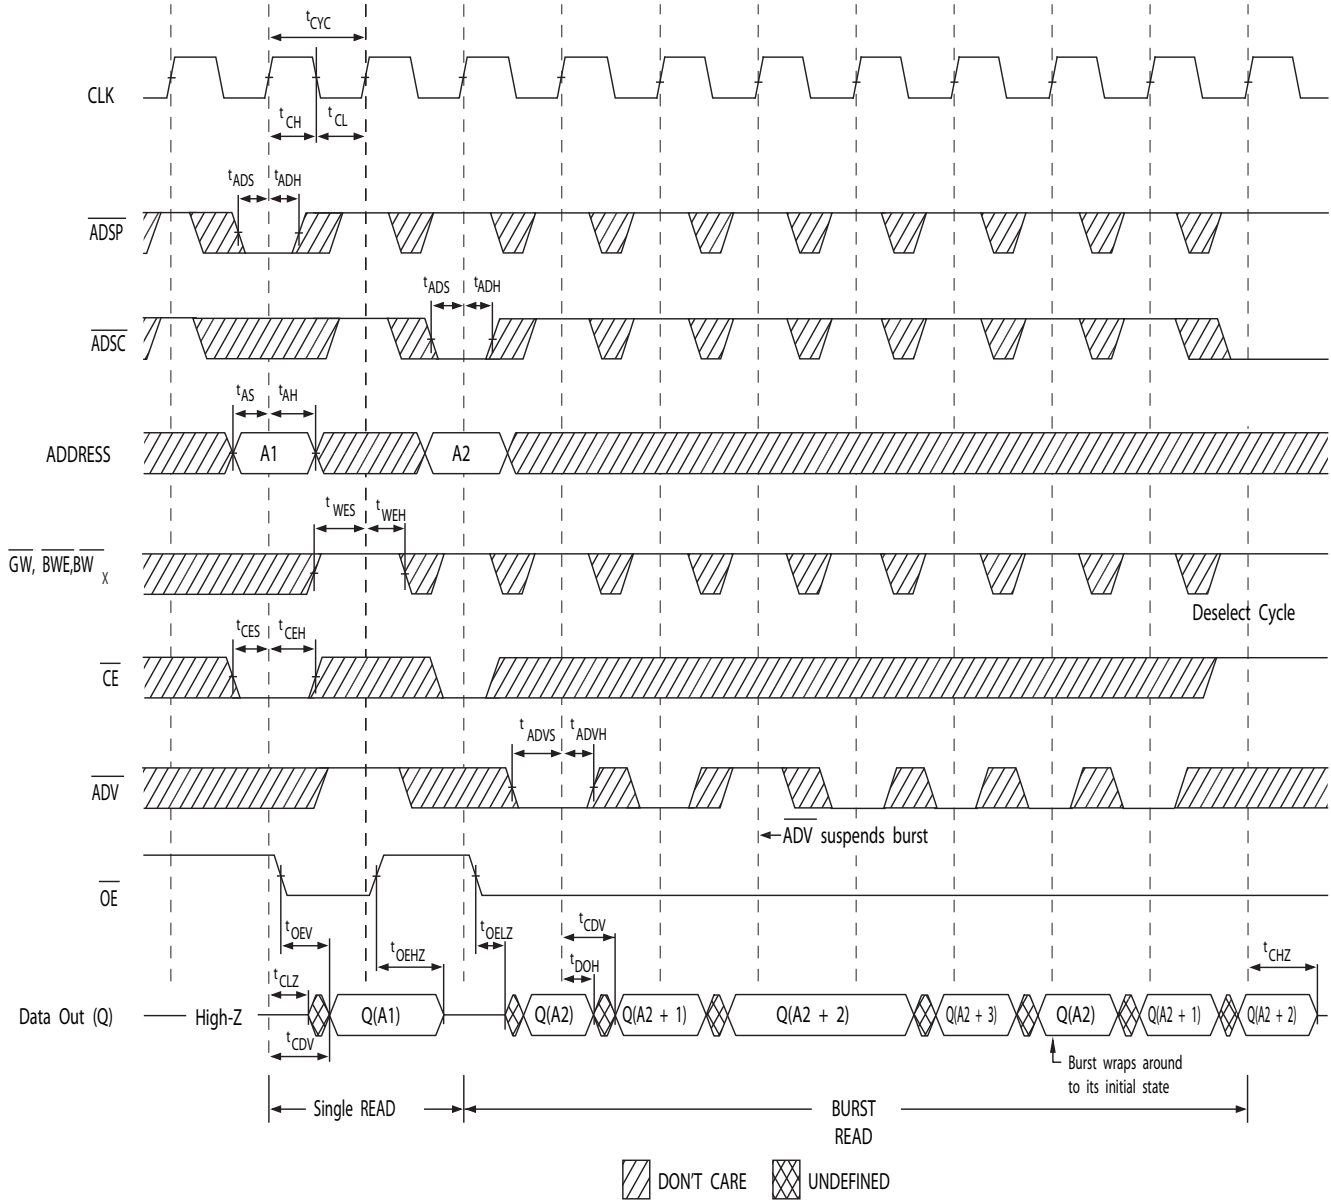 tCYC
CLK
tCH tCL
tADS tADH
ADSP
tADS tADH
ADSC
tAS tAH
ADDRESS A1 A2
tWES tWEH
GW, BWE,BW X
Deselect Cycle
tCES tCEH
CE
tADVS tADVH
ADV
ADV suspends burst
OE
tOEV tOEHZ tOELZ tCDV tCHZ
tCLZ tDOH
Data Out (Q) High-Z Q(A1) Q(A2) Q(A2 + 1) Q(A2 + 2) Q(A2 + 3) Q(A2) Q(A2 + 1) Q(A2 + 2)
tCDV
Burst wraps around
to its initial state
Single READ BURST
READ
DON'T CARE UNDEFINED